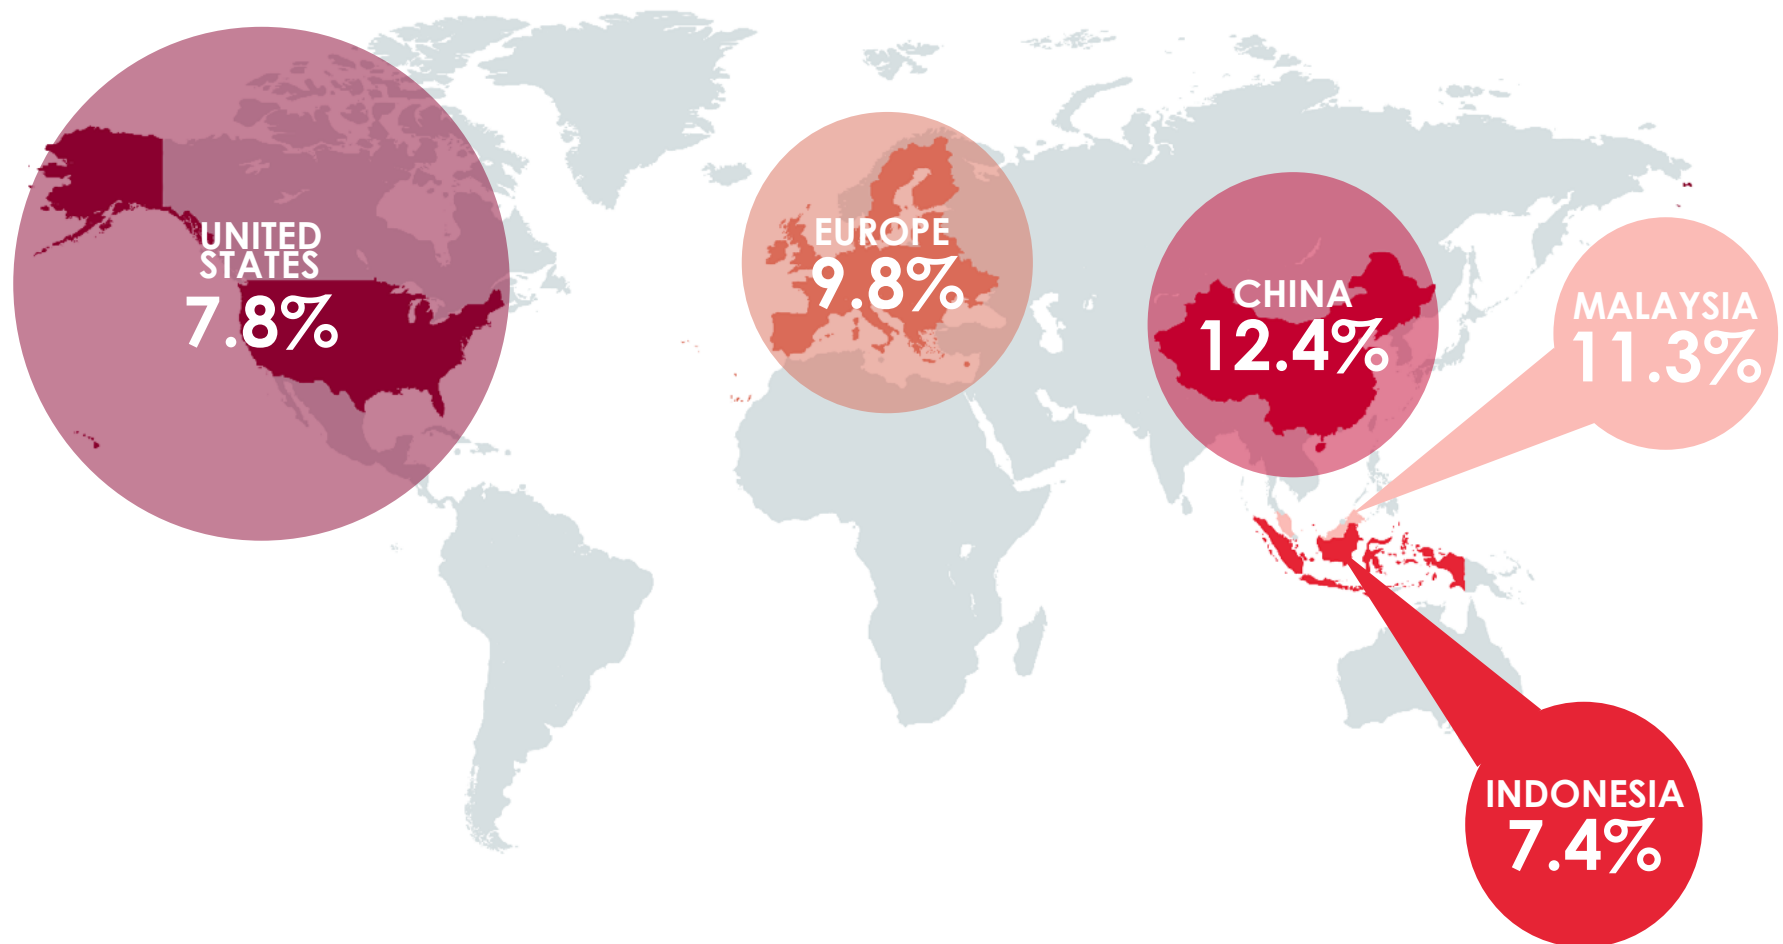 UNITED
STATES
7.8%
EUROPE
9.8%
CHINA
12.4%
MALAYSIA
11.3%
INDONESIA
7.4%